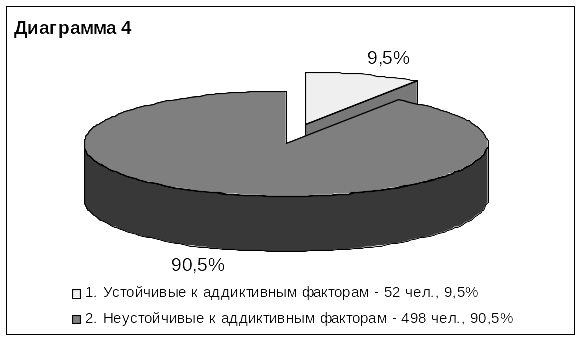 Диаграмма 4
9,5%
90,5%
1. Устойчивые к аддиктивным факторам - 52 чел., 9,5%
2. Неустойчивые к аддиктивным факторам - 498 чел., 90,5%